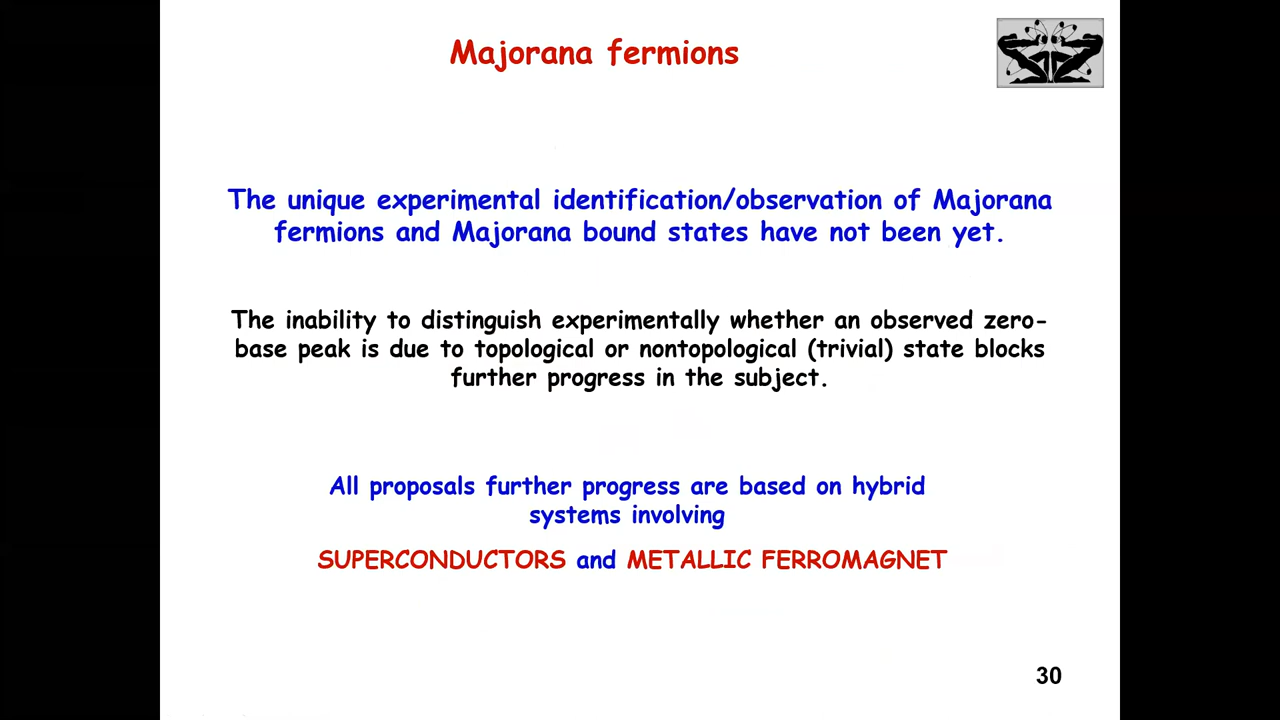 Majorana fermions
The unique experimental identification/observation of Majorana
fermions and Majorana bound states have not been yet.
The inability to distinguish experimentally whether an observed zero-
base peak is due to topological or nontopological (trivial) state blocks
further progress in the subject.
All proposals further progress are based on hybrid
systems involving
SUPERCONDUCTORS and METALLIC FERROMAGNET
30